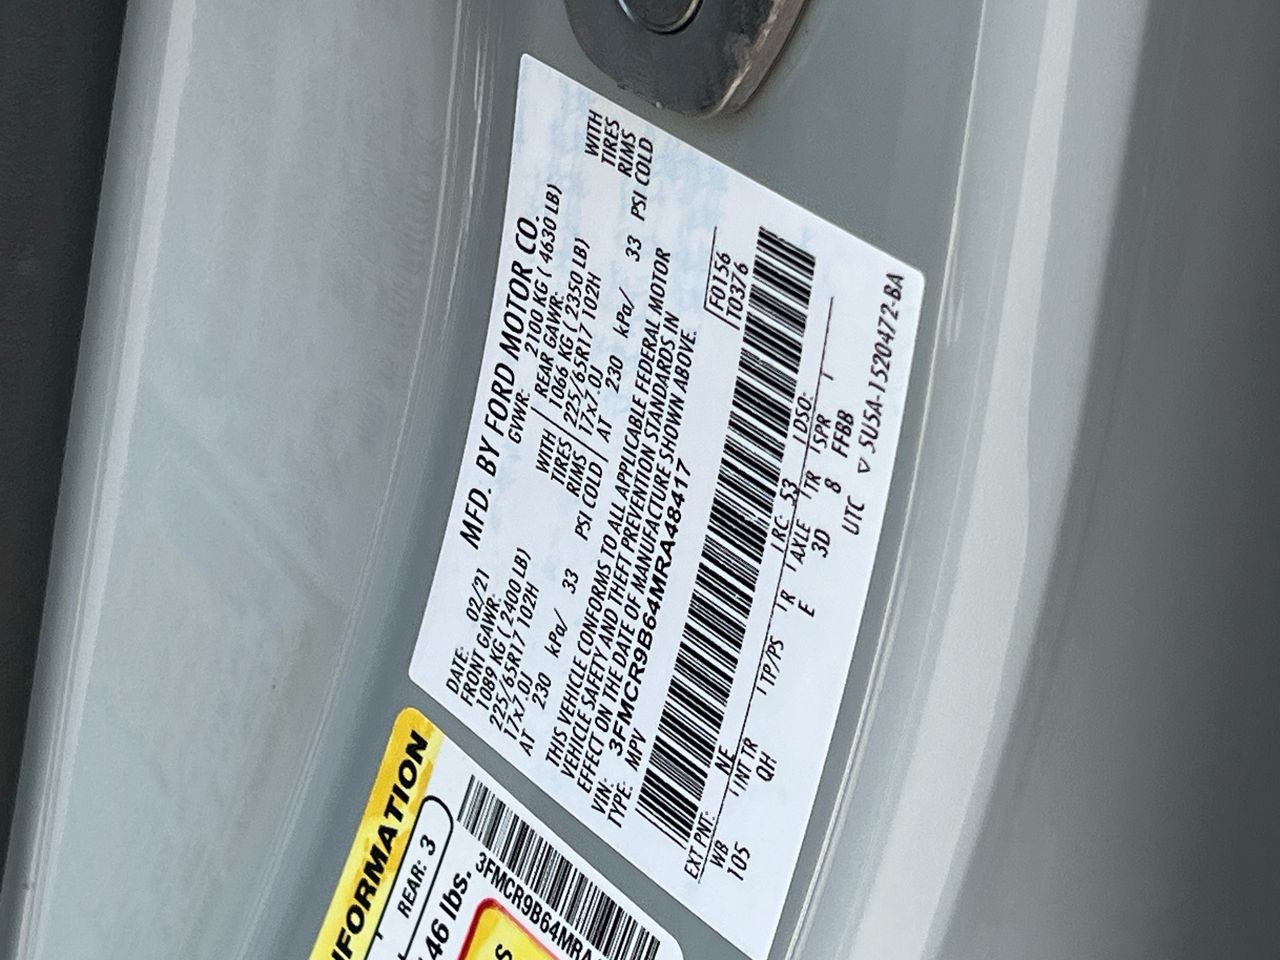 MFD. BY FORD MOTOR CO.
DATE: 02/21 GVWR: 2100 KG ( 4630 LB)
FRONT GAWR: REAR GAWR:
1089 KG ( 2400 LB) WITH 1066 KG ( 2350 LB) WITH
225/65R17 102H TIRES 225/65R17 102H TIRES
17x7.0J RIMS 17x7.0J RIMS
AT 230 kPa/ 33 PSI COLD AT 230 kPa/ 33 PSI COLD
THIS VEHICLE CONFORMS TO ALL APPLICABLE FEDERAL MOTOR
VEHICLE SAFETY AND THEFT PREVENTION STANDARDS IN
EFFECT ON THE DATE OF MANUFACTURE SHOWN ABOVE.
VIN: 3FMCR9B64MRA48417 F0156
TYPE: MPV T0376
EXT PNT: NE RC: 53 DSO:
WB INT TR TP/PS R AXLE TR SPR
105 QH E 3D 8 FFBB
UTC ▽ 5U5A-1520472-BA
FORMATION
REAR: 3
46 lbs.
3FMCR9B64MRA